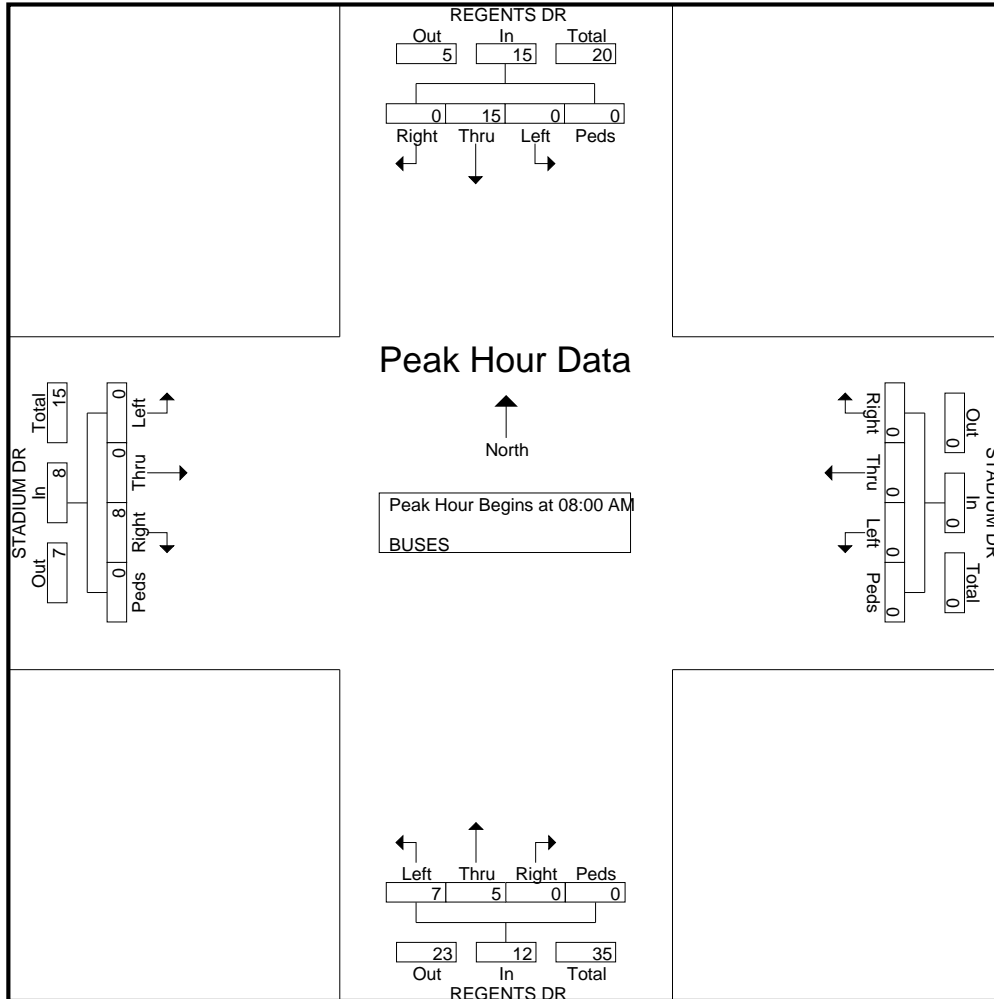 REGENTS DR
Out In Total
5 15 20
0 15 0 0
Right Thru Left Peds
Peak Hour Data
North
Peak Hour Begins at 08:00 AM
BUSES
STADIUM DR
Out In Total
7 8 15
Left Thru Right Peds
0 0 8 0
STADIUM DR
Out In Total
0 0 0
Right Thru Left Peds
0 0 0 0
Left Thru Right Peds
7 5 0 0
23 12 35
Out In Total
REGENTS DR